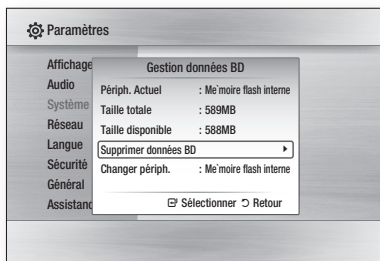 Paramètres
Affichage
Audio
Système
Réseau
Langue
Sécurité
Général
Assistanc
Gestion données BD
Périph. Actuel : Me`moire flash interne
Taille totale : 589MB
Taille disponible : 588MB
Supprimer données BD
Changer périph. : Me`moire flash interne
Sélectionner Retour